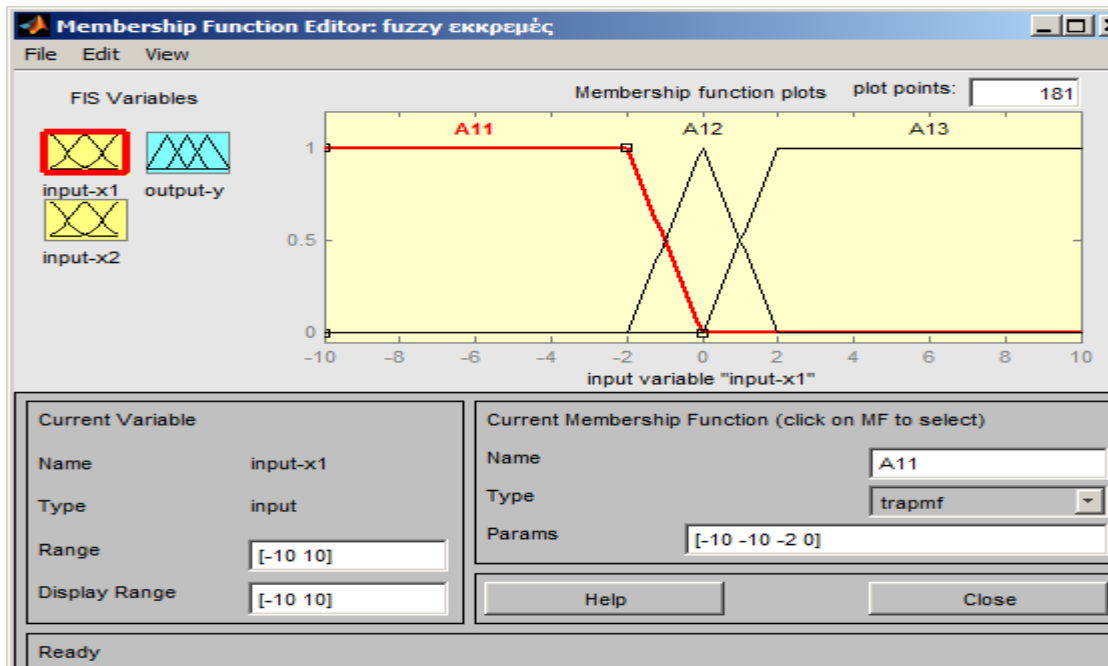 Membership Function Editor: fuzzy εκκρεμές
File Edit View
FIS Variables
input-x1
output-y
input-x2
Membership function plots
plot points: 181
A11 A12 A13
1
0.5
0
-10 -8 -6 -4 -2 0 2 4 6 8 10
input variable "input-x1"
Current Variable
Name input-x1
Type input
Range [-10 10]
Display Range [-10 10]
Current Membership Function (click on MF to select)
Name A11
Type trapmf
Params [-10 -10 -2 0]
Help Close
Ready